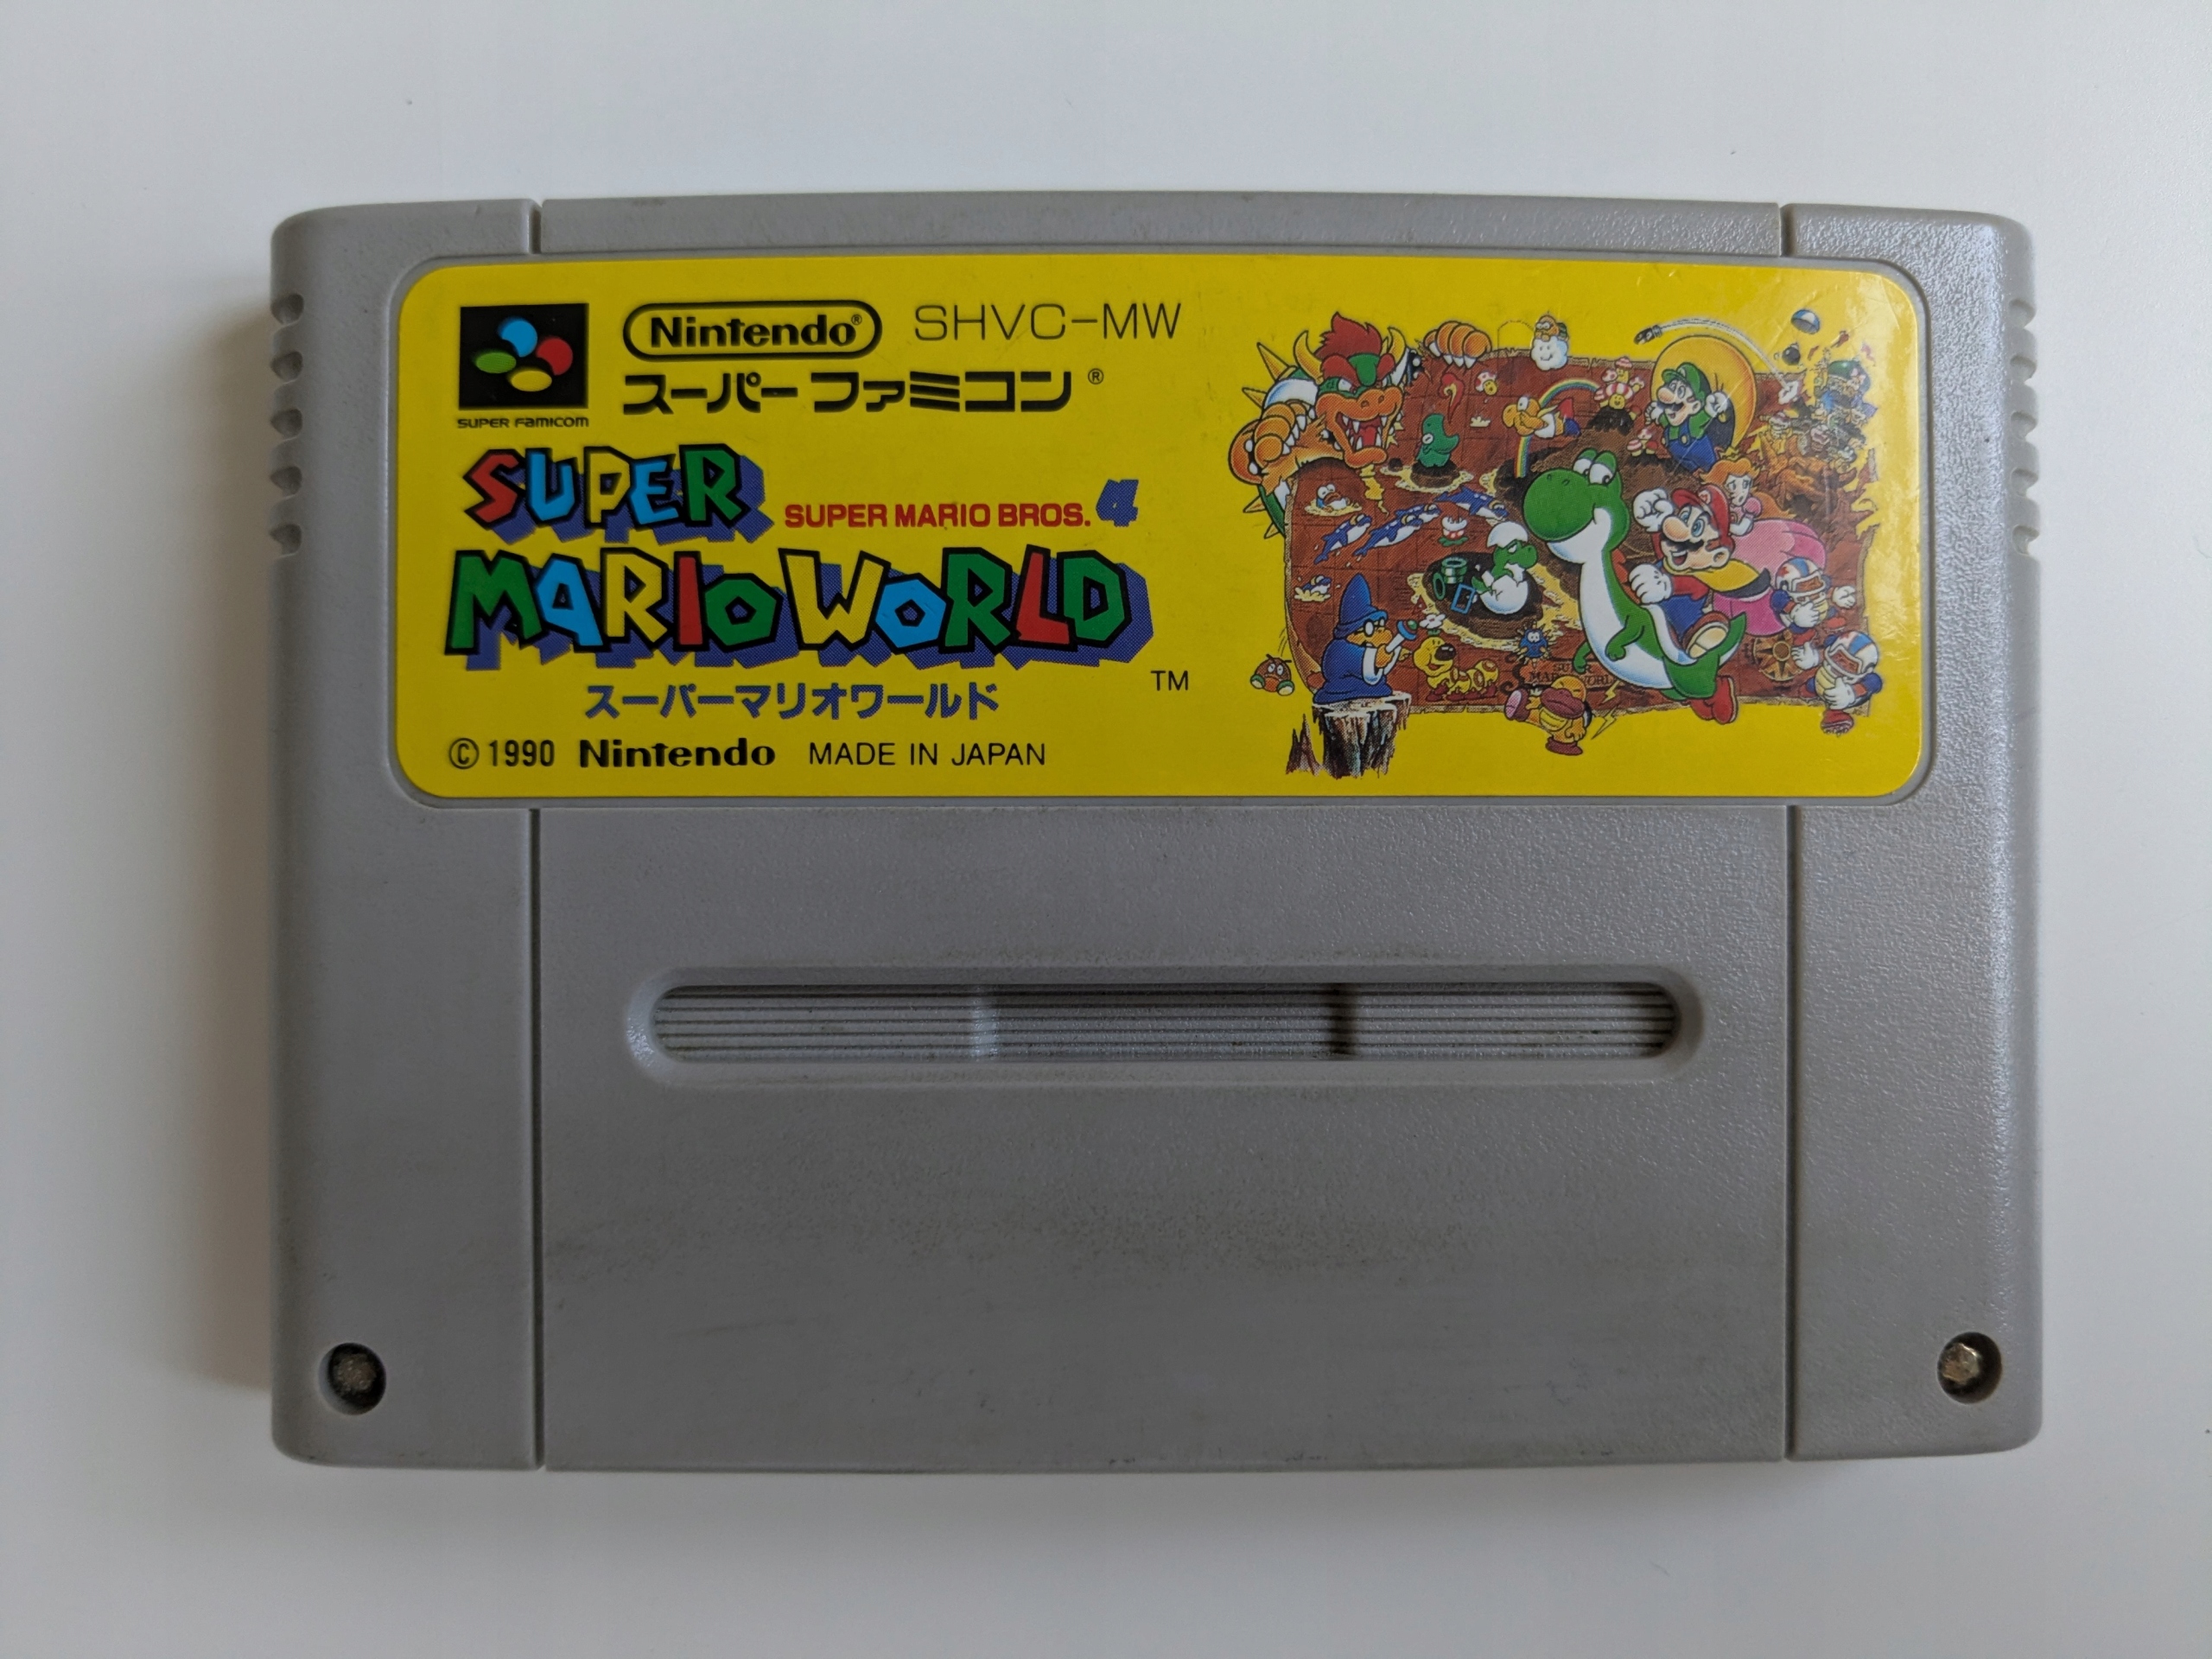 Nintendo® SHVC-MW
スーパーファミコン®
SUPER FAMICOM
SUPER
SUPER MARIO BROS. 4
MARIO WORLD
TM
スーパーマリオワールド
© 1990 Nintendo MADE IN JAPAN